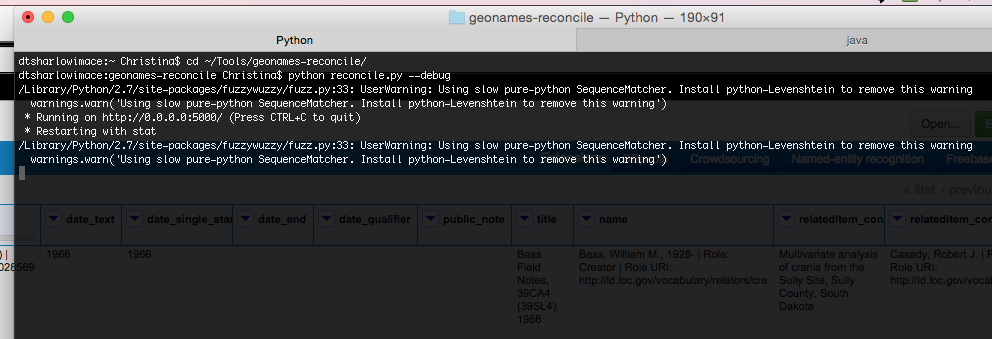 geonames-reconcile — Python — 190×91
Python
java
dtsharlowimace:~ Christina$ cd ~/Tools/geonames-reconcile/
dtsharlowimace:geonames-reconcile Christina$ python reconcile.py --debug
/Library/Python/2.7/site-packages/fuzzywuzzy/fuzz.py:33: UserWarning: Using slow pure-python SequenceMatcher. Install python-Levenshtein to remove this warning
warnings.warn('Using slow pure-python SequenceMatcher. Install python-Levenshtein to remove this warning')
* Running on http://0.0.0.0:5000/ (Press CTRL+C to quit)
* Restarting with stat
/Library/Python/2.7/site-packages/fuzzywuzzy/fuzz.py:33: UserWarning: Using slow pure-python SequenceMatcher. Install python-Levenshtein to remove this warning
warnings.warn('Using slow pure-python SequenceMatcher. Install python-Levenshtein to remove this warning')
Open...
Crowdsourcing Named-entity recognition Freebase
« first ‹ previous
date_text date_single_star date_end date_qualifier public_note title name relatedItem_con relatedItem_cor
) |
028569
1966
1966
Bass
Field
Notes,
39CA4
(39SL4),
1966
Bass, William M., 1928- | Role:
Creator | Role URI:
http://id.loc.gov/vocabulary/relators/cre
Multivariate analysis
of crania from the
Sully Site, Sully
County, South
Dakota
Casady, Robert J. | R
Role URI:
http://id.loc.gov/voca